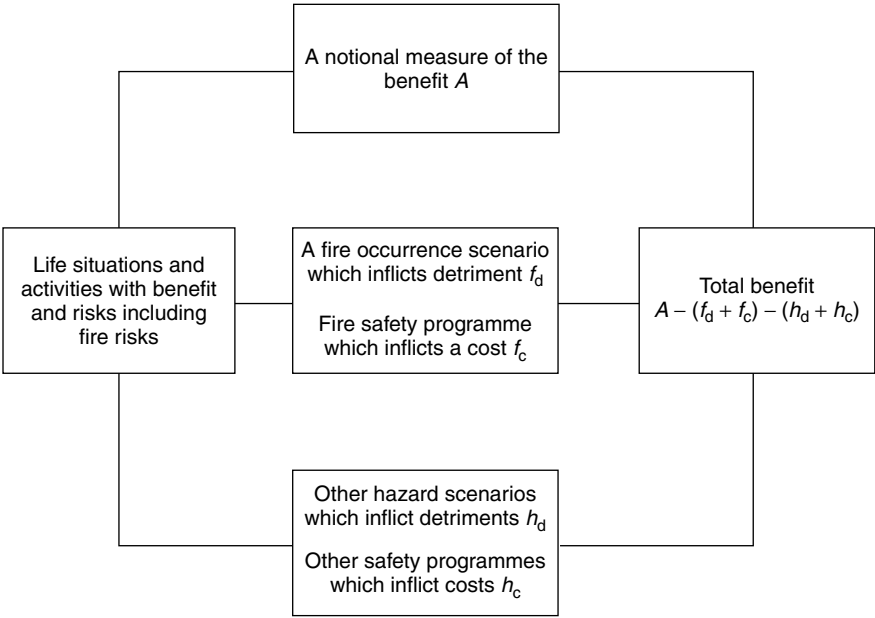 A notional measure of the
benefit A
Life situations and
activities with benefit
and risks including
fire risks
A fire occurrence scenario
which inflicts detriment f_d
Fire safety programme
which inflicts a cost f_c
Total benefit
A – (f_d + f_c) – (h_d + h_c)
Other hazard scenarios
which inflict detriments h_d
Other safety programmes
which inflict costs h_c